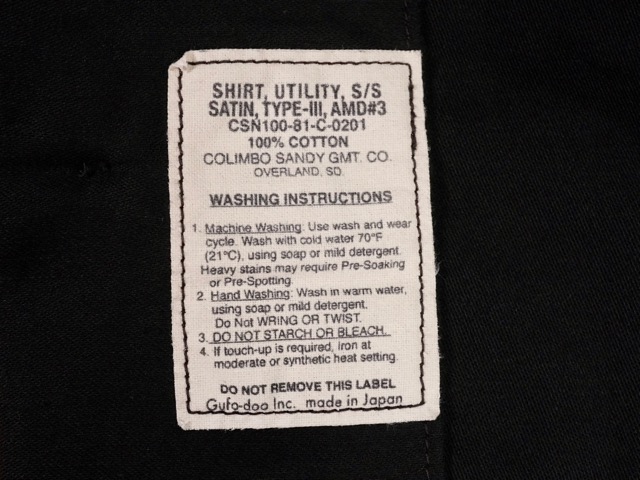 SHIRT, UTILITY, S/S
SATIN, TYPE-III, AMD#3
CSN100-81-C-0201
100% COTTON
COLIMBO SANDY GMT. CO.
OVERLAND, SD.
WASHING INSTRUCTIONS
1. Machine Washing: Use wash and wear
cycle. Wash with cold water 70°F
(21°C), using soap or mild detergent.
Heavy stains may require Pre-Soaking
or Pre-Spotting.
2. Hand Washing: Wash in warm water,
using soap or mild detergent.
Do Not WRING OR TWIST.
3. DO NOT STARCH OR BLEACH.
4. If touch-up is required, iron at
moderate or synthetic heat setting.
DO NOT REMOVE THIS LABEL
Gufo-doo Inc. made in Japan